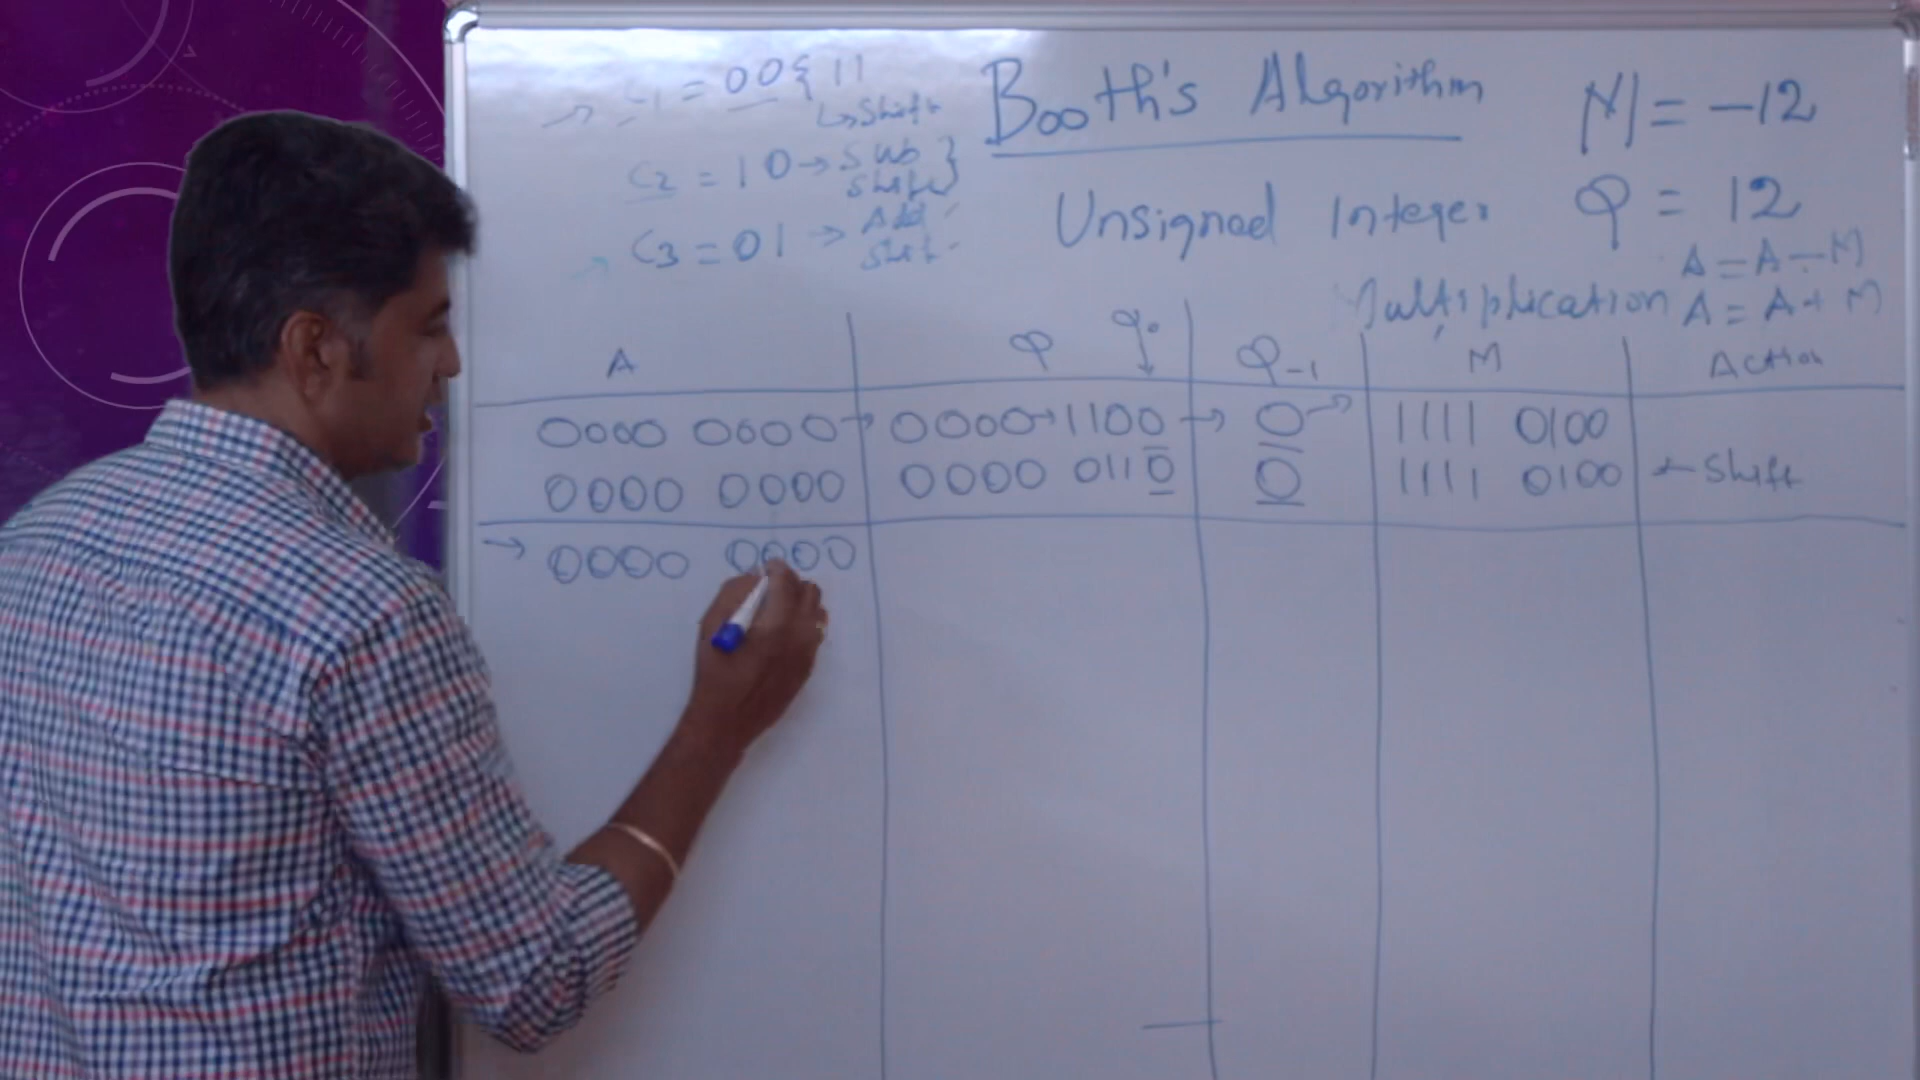 C1 = 00 { 11
↳ Shift
C2 = 10 → Sub
Shift }
C3 = 01 → Add
Shift
Booth's Algorithm
Unsigned Integer
Multiplication
M = -12
Q = 12
A = A - M
A = A + M
A Q q0 Q-1 M Action
0000 0000 → 0000 → 1100 → 0 → 1111 0100
0000 0000 0000 0110 0 1111 0100 ← Shift
→ 0000 0000